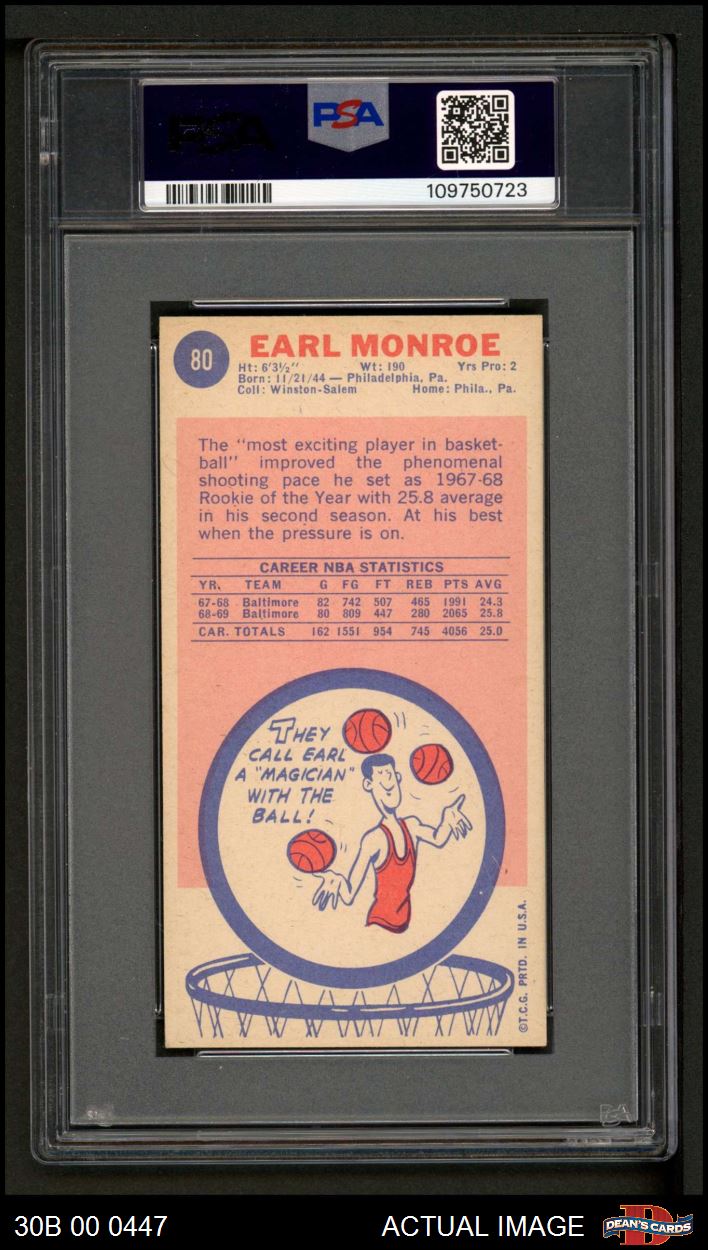 PSA
PSA
109750723
80
EARL MONROE
Ht: 6'3½" Wt: 190 Yrs Pro: 2
Born: 11/21/44 — Philadelphia, Pa.
Coll: Winston-Salem Home: Phila., Pa.
The "most exciting player in basket-
ball" improved the phenomenal
shooting pace he set as 1967-68
Rookie of the Year with 25.8 average
in his second season. At his best
when the pressure is on.
CAREER NBA STATISTICS
YR. TEAM G FG FT REB PTS AVG
67-68 Baltimore 82 742 507 465 1991 24.3
68-69 Baltimore 80 809 447 280 2065 25.8
CAR. TOTALS 162 1551 954 745 4056 25.0
THEY
CALL EARL
A "MAGICIAN"
WITH THE
BALL!
©T.C.G. PRTD. IN U.S.A.
PSA
30B 00 0447
ACTUAL IMAGE
DEAN'S CARDS